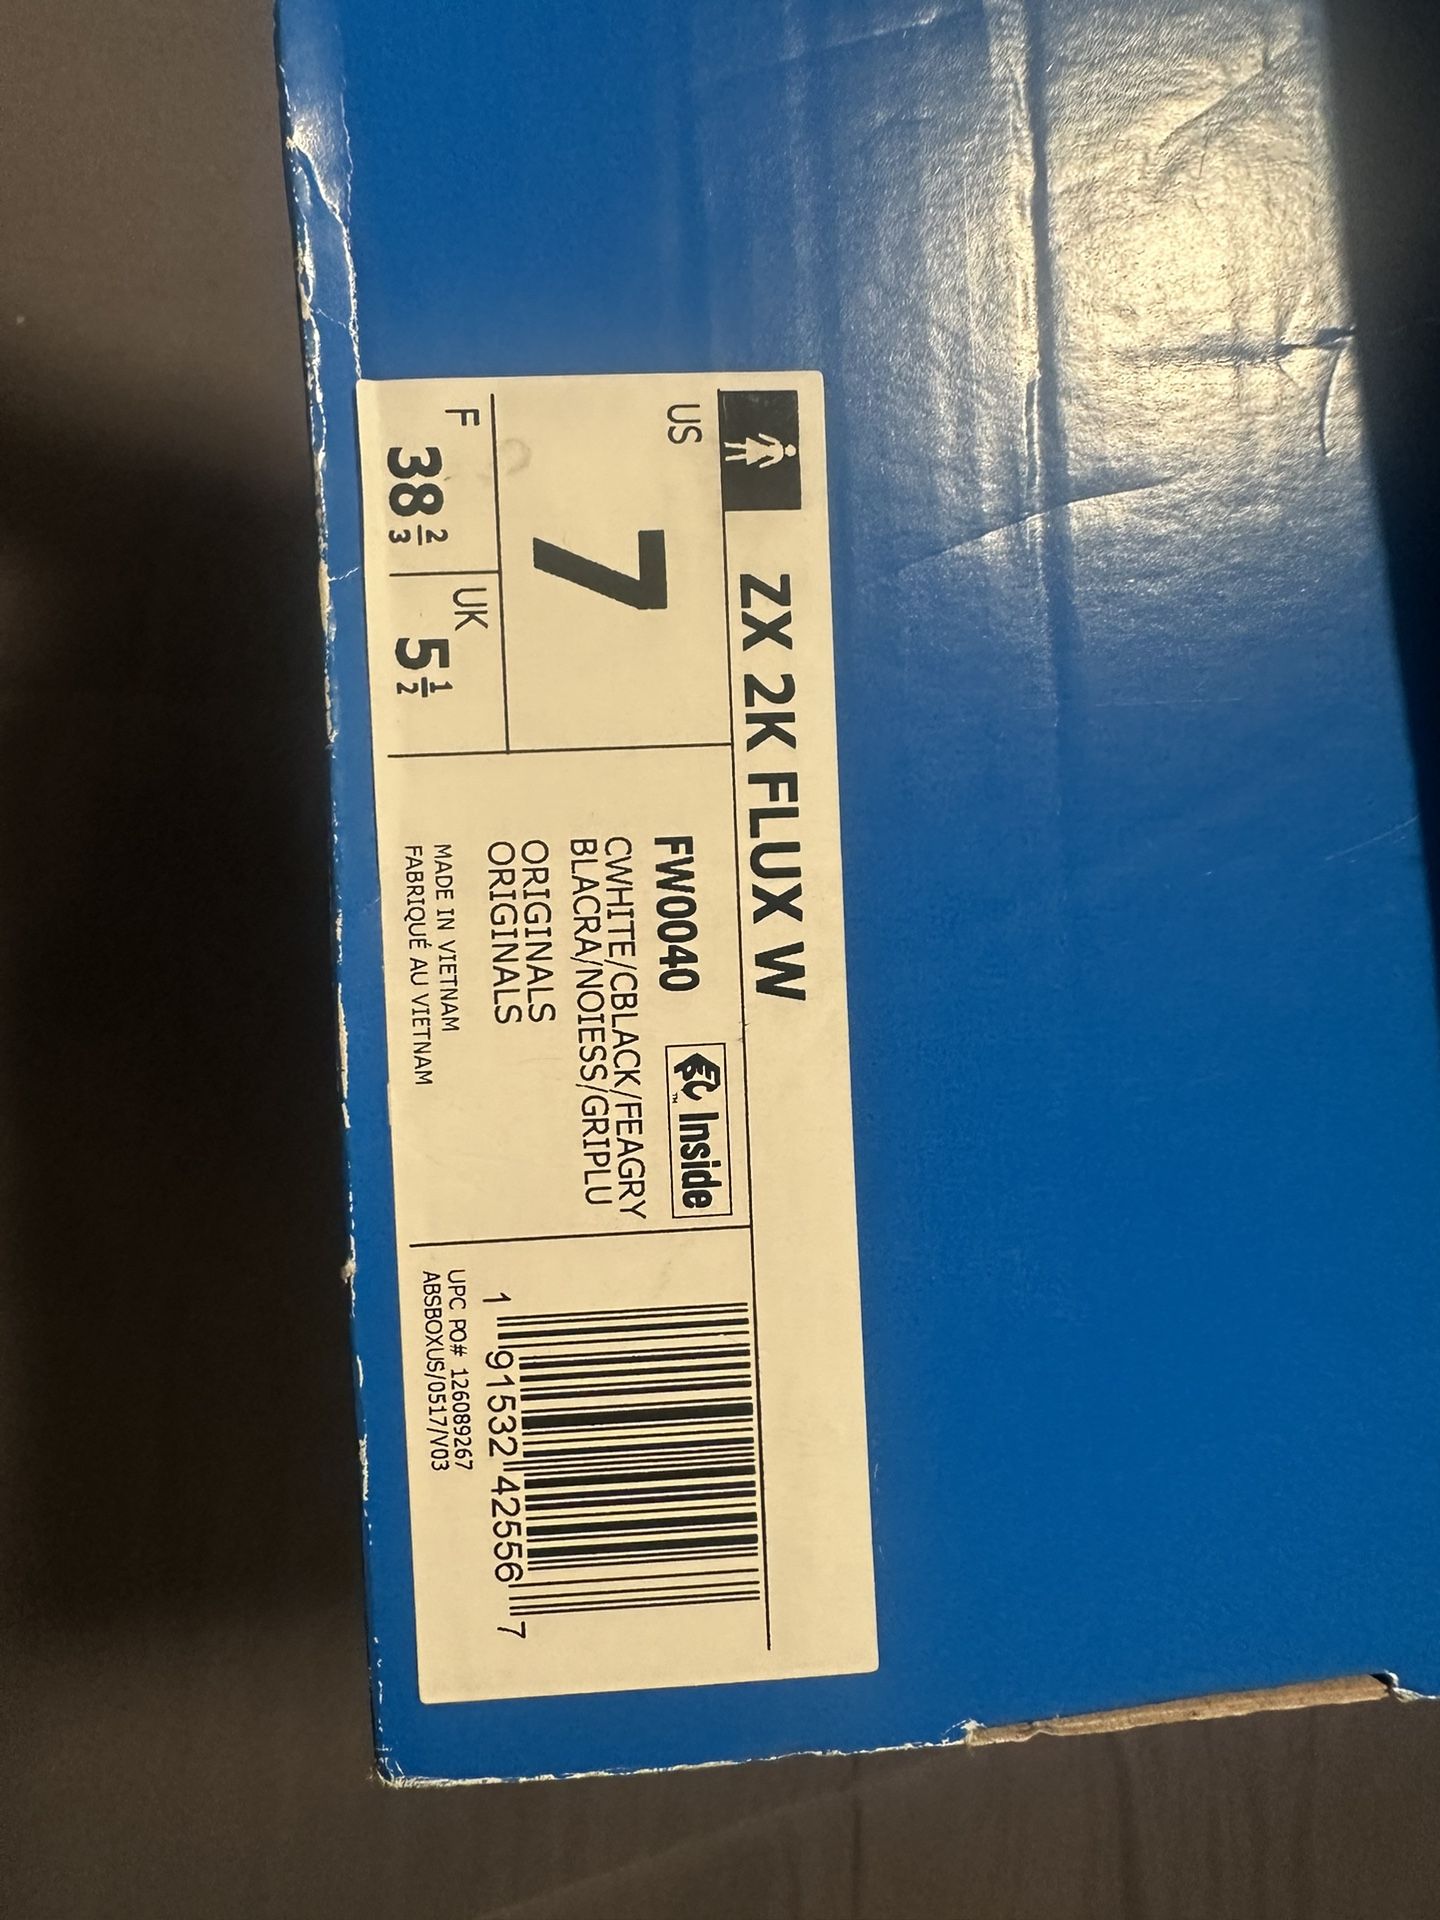 ZX 2K FLUX W
US
7
F
38 2/3
UK
5 1/2
FW0040
Inside
TM
CWHITE/CBLACK/FEAGRY
BLACRA/NOIESS/GRIPLU
ORIGINALS
ORIGINALS
MADE IN VIETNAM
FABRIQUÉ AU VIETNAM
1 91532 42556 7
UPC PO# 126089267
ABSBOXUS/0517/V03